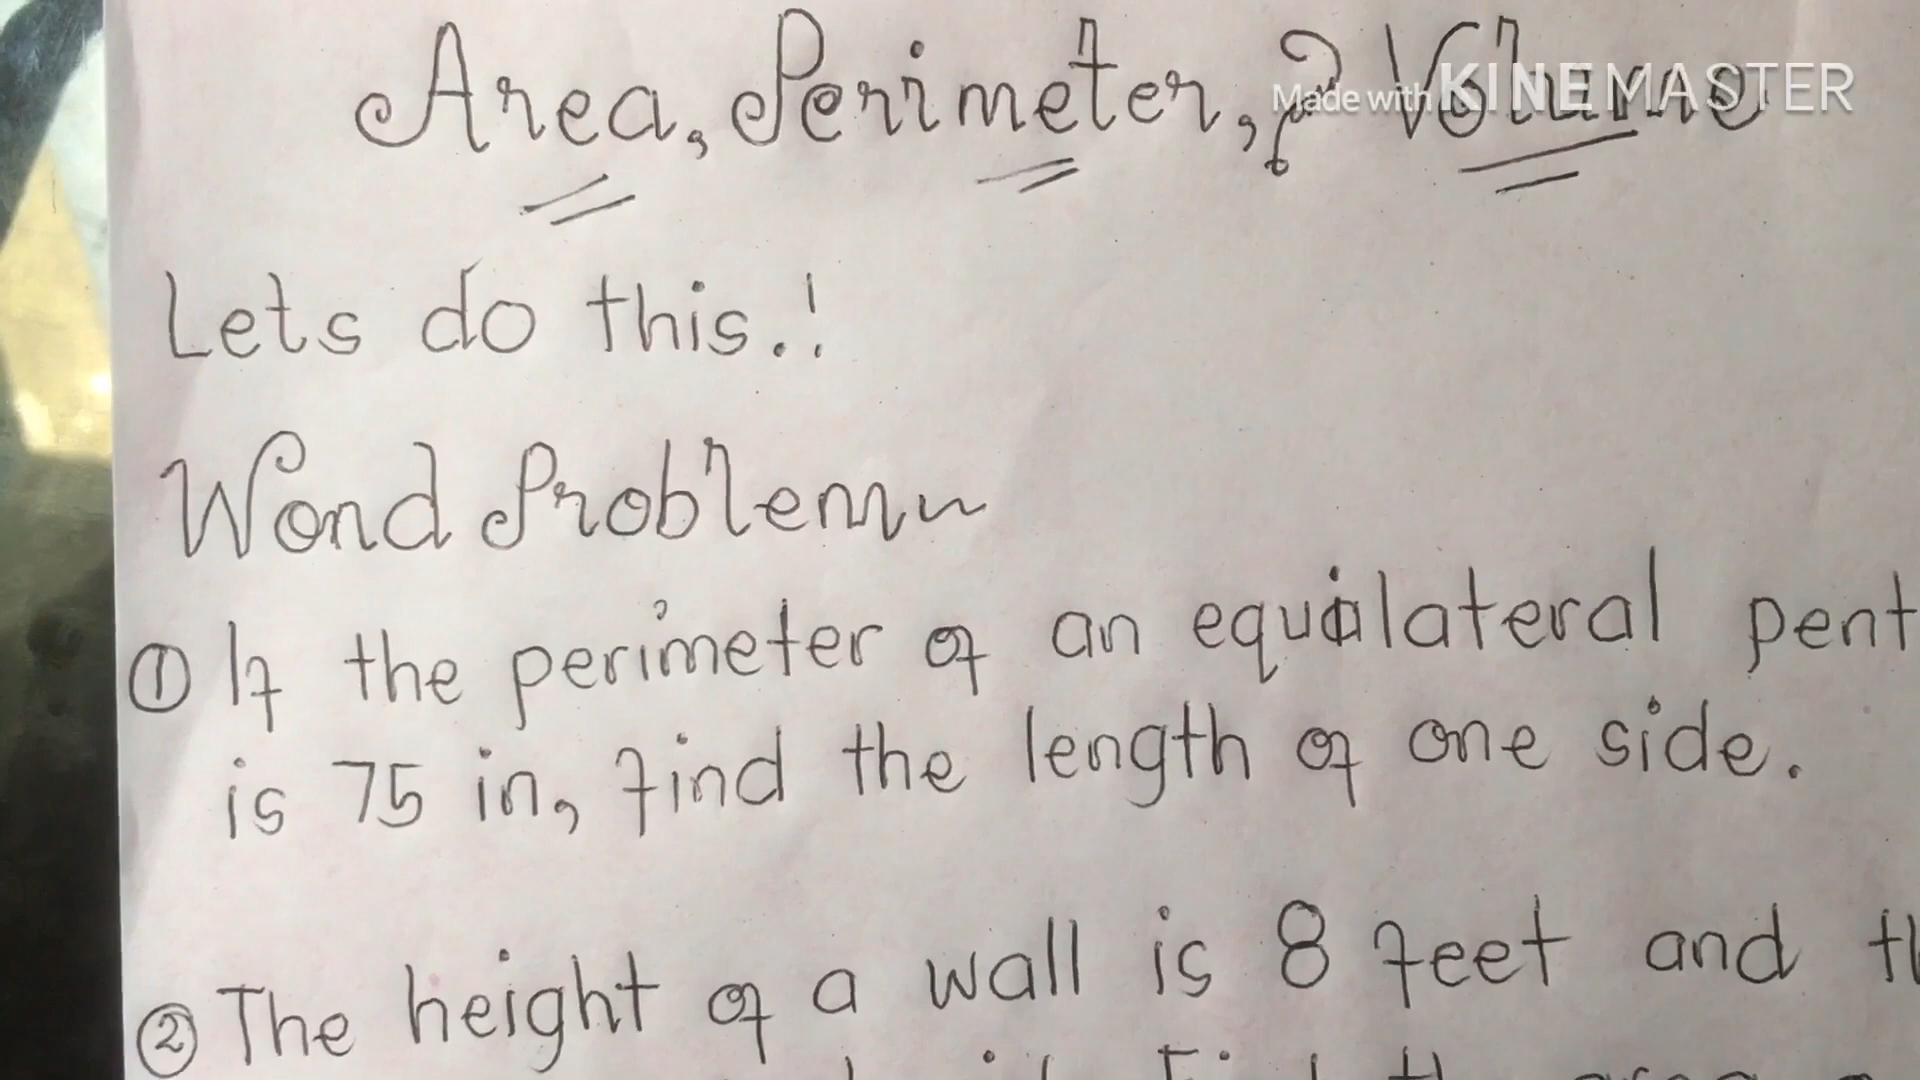 Area, Perimeter, & Volume
Made with KINEMASTER
Lets do this.!
Word Problem
① If the perimeter of an equilateral pent
is 75 in, find the length of one side.
② The height of a wall is 8 feet and th